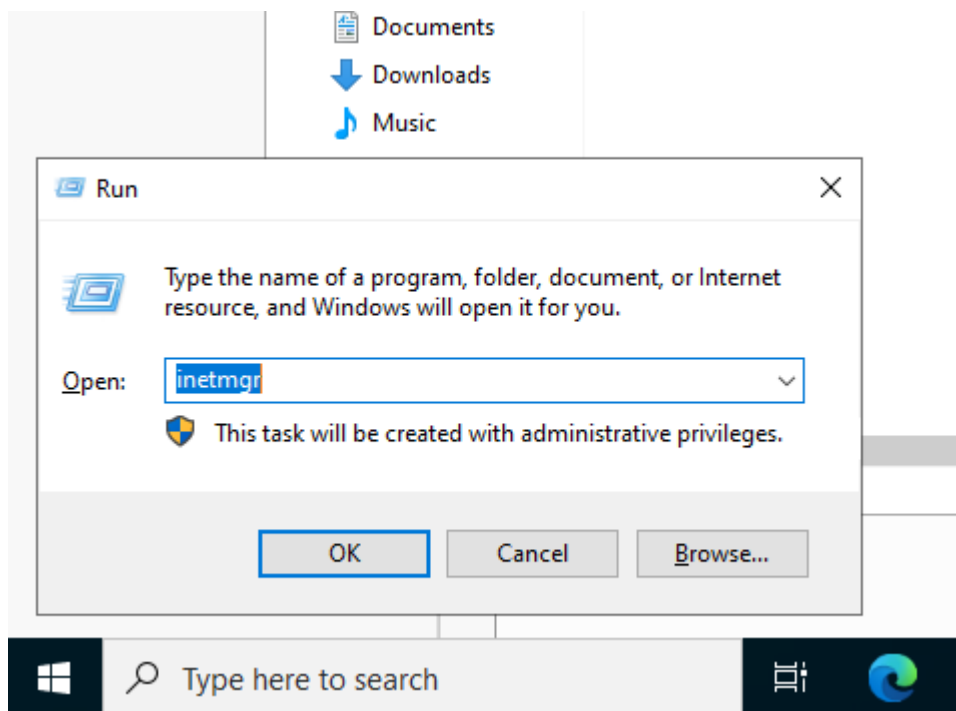 Documents
Downloads
Music
Run
Type the name of a program, folder, document, or Internet
resource, and Windows will open it for you.
Open: inetmgr
This task will be created with administrative privileges.
OK Cancel Browse...
Type here to search